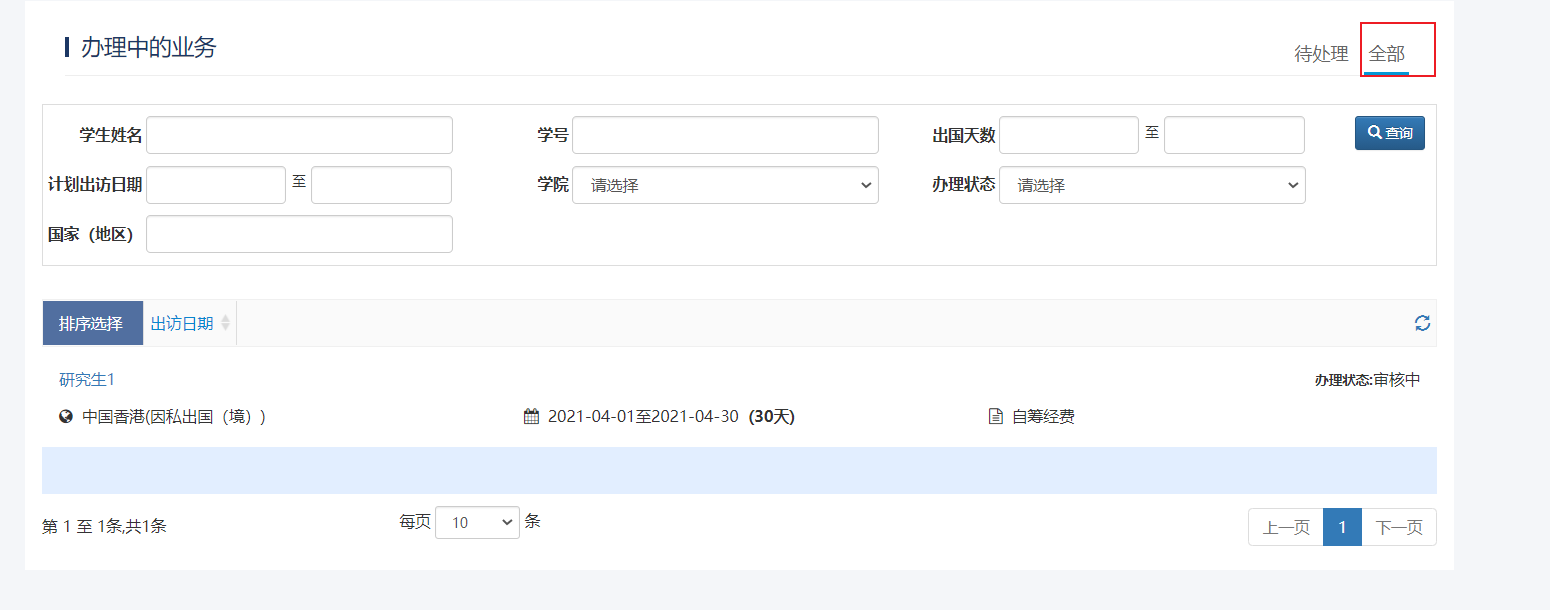 办理中的业务
待处理 全部
学生姓名 学号 出国天数 至 查询
计划出访日期 至 学院 请选择 办理状态 请选择
国家（地区）
排序选择 出访日期
研究生1 办理状态:审核中
中国香港(因私出国（境）) 2021-04-01至2021-04-30 (30天) 自筹经费
第 1 至 1条,共1条 每页 10 条 上一页 1 下一页